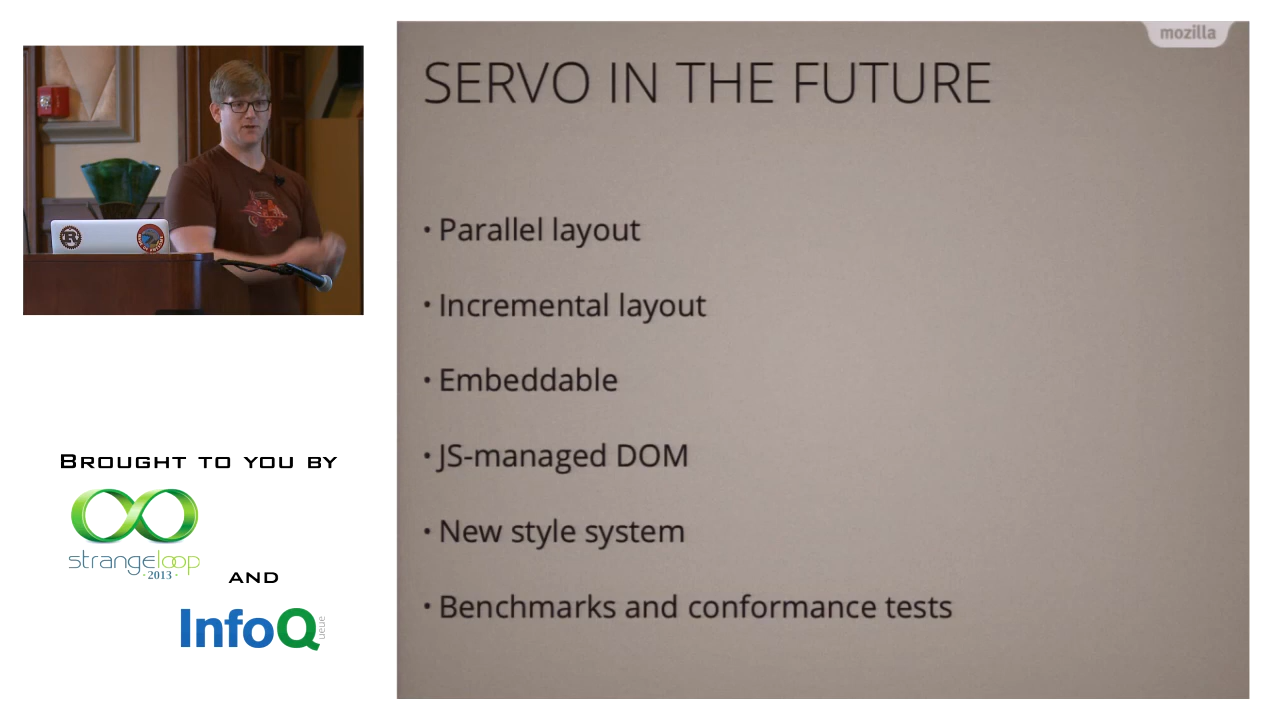 mozilla
SERVO IN THE FUTURE
• Parallel layout
• Incremental layout
• Embeddable
• JS-managed DOM
• New style system
• Benchmarks and conformance tests
R
BROUGHT TO YOU BY
strangeloop
·2013·
AND
InfoQ
ueue